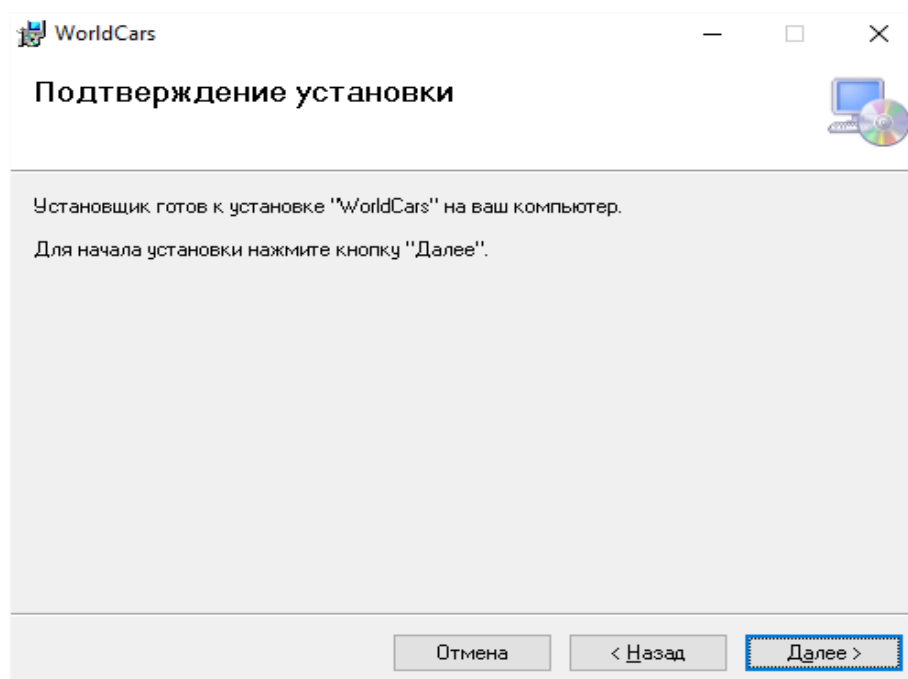 WorldCars
Подтверждение установки
Установщик готов к установке "WorldCars" на ваш компьютер.
Для начала установки нажмите кнопку "Далее".
Отмена
< Назад
Далее >